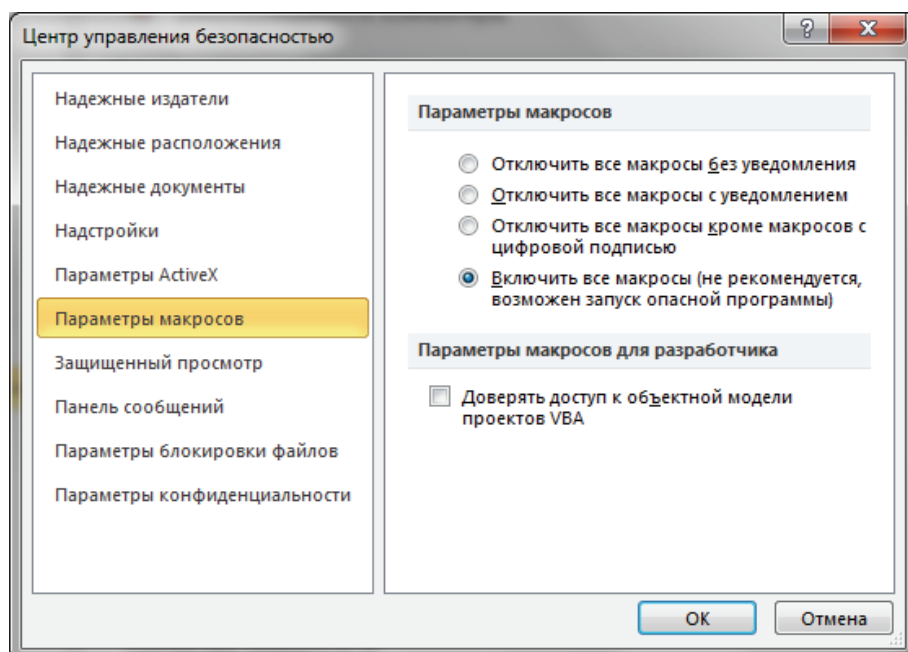 Центр управления безопасностью
Надежные издатели
Надежные расположения
Надежные документы
Надстройки
Параметры ActiveX
Параметры макросов
Защищенный просмотр
Панель сообщений
Параметры блокировки файлов
Параметры конфиденциальности
Параметры макросов
Отключить все макросы без уведомления
Отключить все макросы с уведомлением
Отключить все макросы кроме макросов с
цифровой подписью
Включить все макросы (не рекомендуется,
возможен запуск опасной программы)
Параметры макросов для разработчика
Доверять доступ к объектной модели
проектов VBA
ОК
Отмена